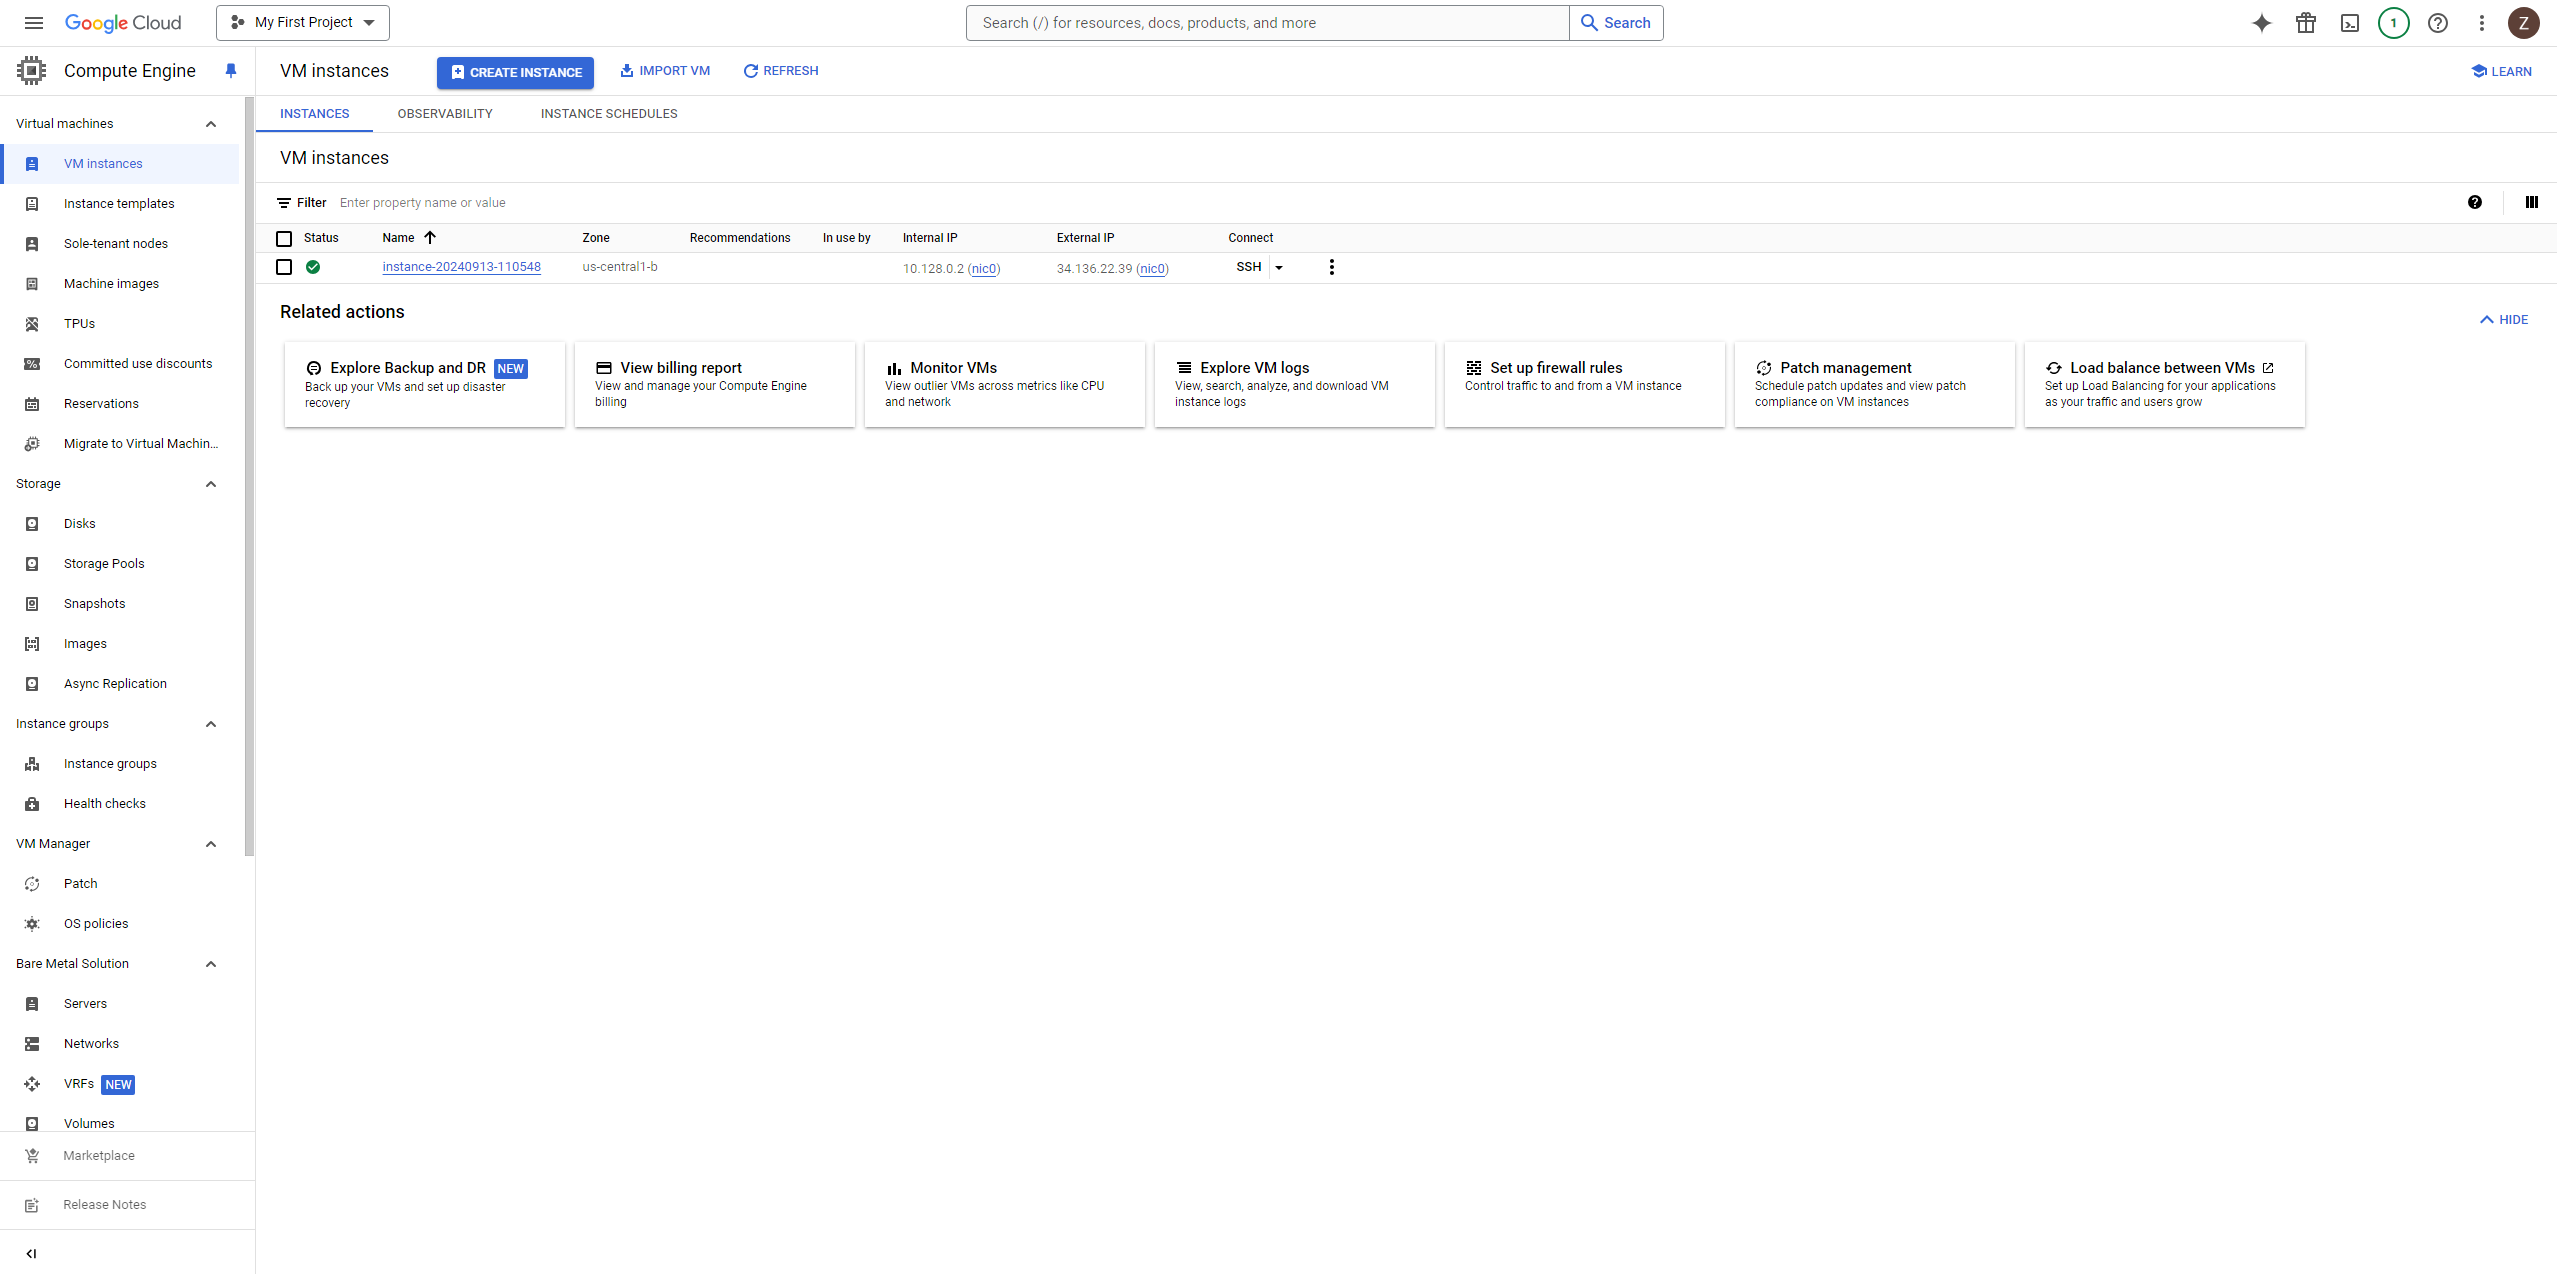 Google Cloud
My First Project
Search (/) for resources, docs, products, and more
Search
1
Z
Compute Engine
VM instances
CREATE INSTANCE
IMPORT VM
REFRESH
LEARN
INSTANCES
OBSERVABILITY
INSTANCE SCHEDULES
Virtual machines
VM instances
Instance templates
Sole-tenant nodes
Machine images
TPUs
Committed use discounts
Reservations
Migrate to Virtual Machin...
Storage
Disks
Storage Pools
Snapshots
Images
Async Replication
Instance groups
Instance groups
Health checks
VM Manager
Patch
OS policies
Bare Metal Solution
Servers
Networks
VRFs NEW
Volumes
Marketplace
Release Notes
VM instances
Filter Enter property name or value
Status Name Zone Recommendations In use by Internal IP External IP Connect
instance-20240913-110548 us-central1-b 10.128.0.2 (nic0) 34.136.22.39 (nic0) SSH
Related actions
HIDE
Explore Backup and DR NEW
Back up your VMs and set up disaster
recovery
View billing report
View and manage your Compute Engine
billing
Monitor VMs
View outlier VMs across metrics like CPU
and network
Explore VM logs
View, search, analyze, and download VM
instance logs
Set up firewall rules
Control traffic to and from a VM instance
Patch management
Schedule patch updates and view patch
compliance on VM instances
Load balance between VMs
Set up Load Balancing for your applications
as your traffic and users grow